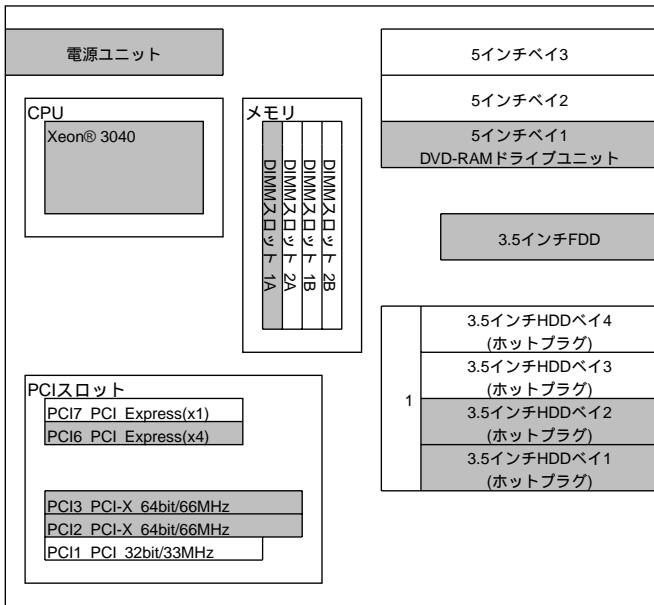 電源ユニット
CPU
Xeon® 3040
メモリ
DIMMスロット 1A
DIMMスロット 2A
DIMMスロット 1B
DIMMスロット 2B
5インチベイ3
5インチベイ2
5インチベイ1
DVD-RAMドライブユニット
3.5インチFDD
1
3.5インチHDDベイ4
(ホットプラグ)
3.5インチHDDベイ3
(ホットプラグ)
3.5インチHDDベイ2
(ホットプラグ)
3.5インチHDDベイ1
(ホットプラグ)
PCIスロット
PCI7 PCI Express(x1)
PCI6 PCI Express(x4)
PCI3 PCI-X 64bit/66MHz
PCI2 PCI-X 64bit/66MHz
PCI1 PCI 32bit/33MHz